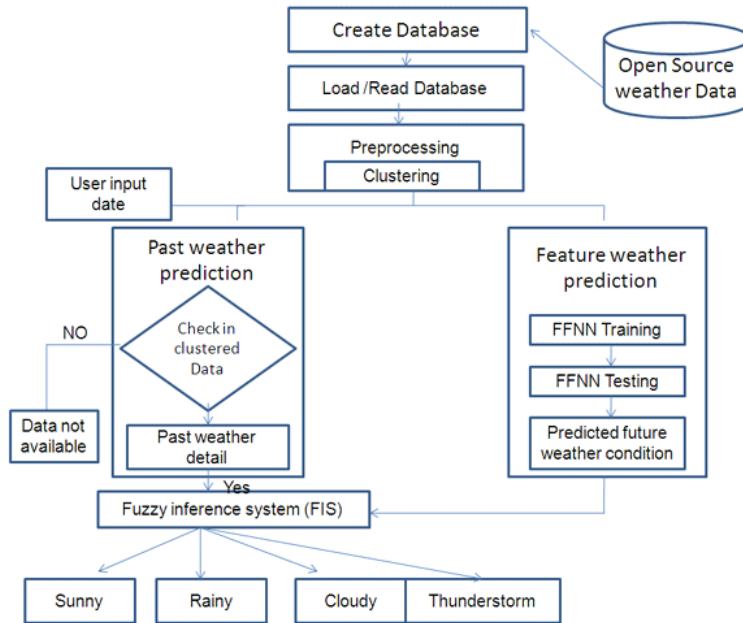 Create Database
Open Source
weather Data
Load /Read Database
Preprocessing
Clustering
User input
date
Past weather
prediction
Feature weather
prediction
NO
Check in
clustered
Data
FFNN Training
FFNN Testing
Data not
available
Past weather
detail
Predicted future
weather condition
Yes
Fuzzy inference system (FIS)
Sunny
Rainy
Cloudy
Thunderstorm